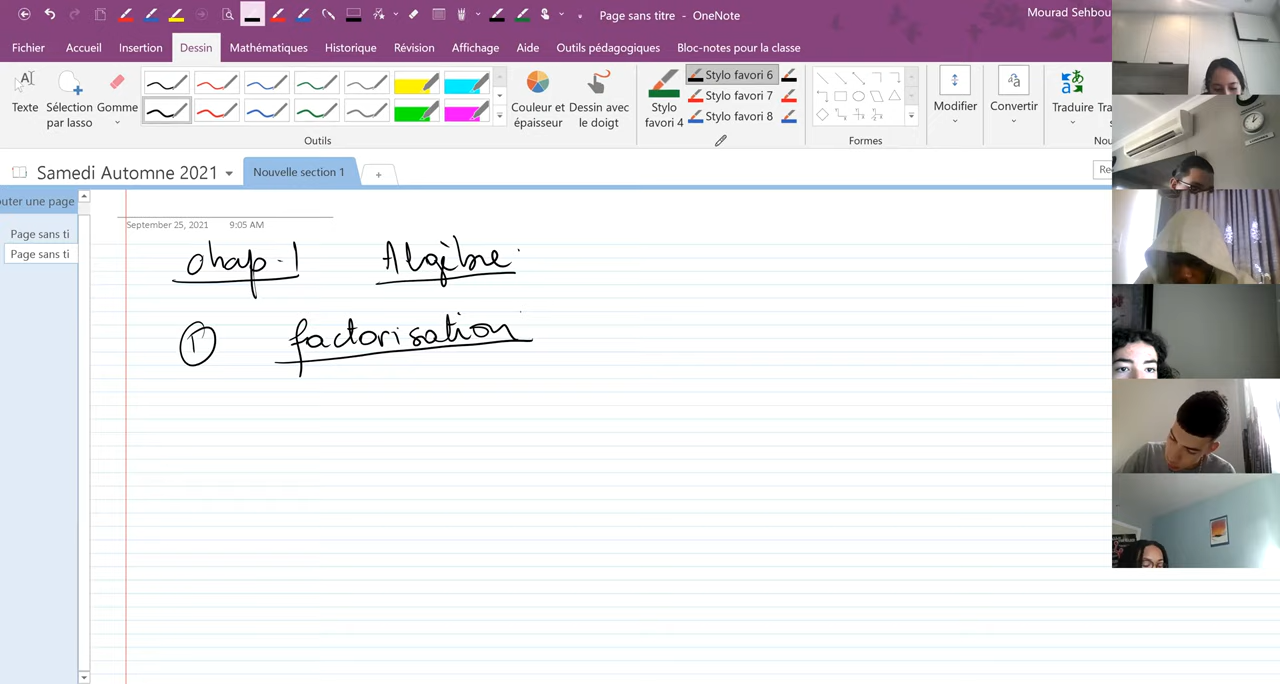 Page sans titre - OneNote
Mourad Sehbou
Fichier Accueil Insertion Dessin Mathématiques Historique Révision Affichage Aide Outils pédagogiques Bloc-notes pour la classe
Texte Sélection par lasso Gomme Couleur et épaisseur Dessin avec le doigt Stylo favori 4 Stylo favori 6 Stylo favori 7 Stylo favori 8 Modifier Convertir Traduire Tra
Outils Formes Nou
Samedi Automne 2021 Nouvelle section 1 + Re
outer une page
Page sans ti
Page sans ti
September 25, 2021 9:05 AM
Chap.1 Algèbre
① factorisation